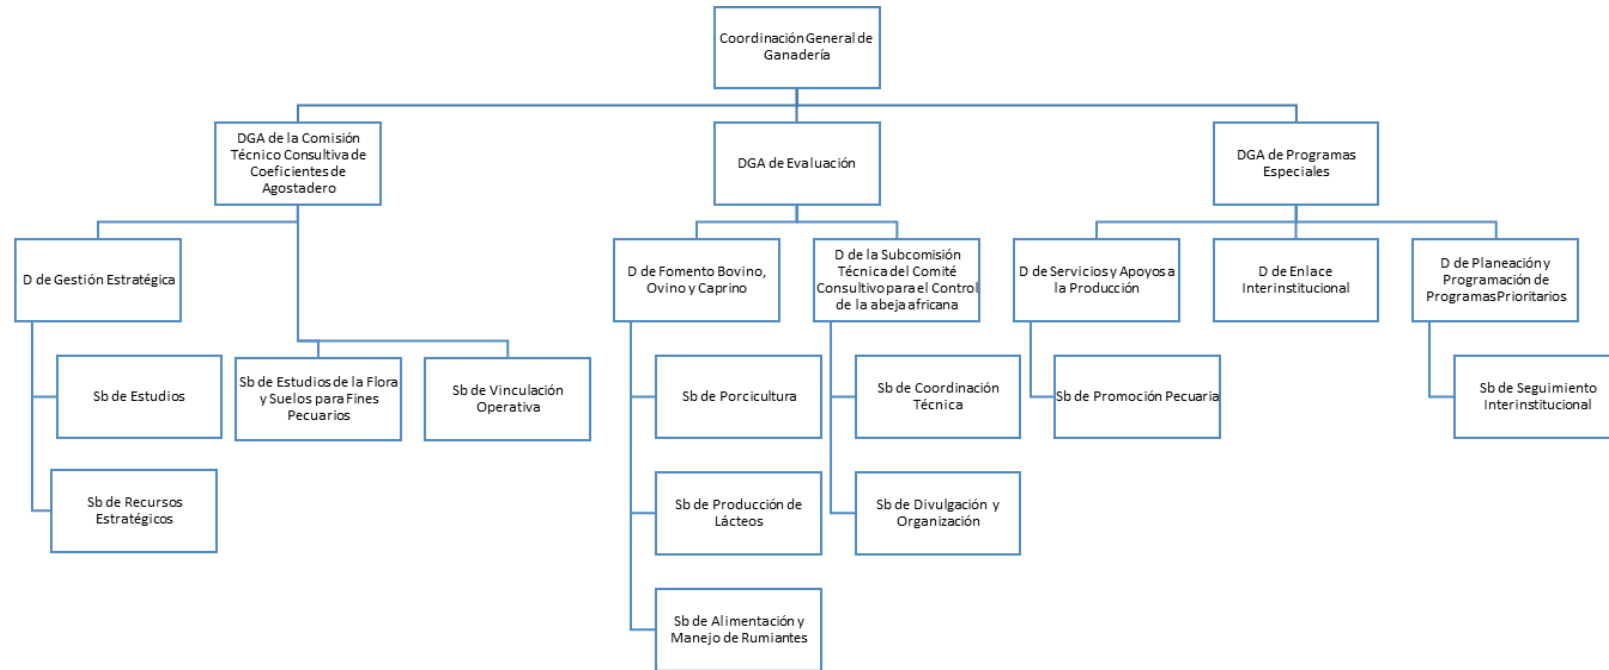 Coordinación General de
Ganadería
DGA de la Comisión
Técnico Consultiva de
Coeficientes de
Agostadero
DGA de Evaluación
DGA de Programas
Especiales
D de Gestión Estratégica
D de Fomento Bovino,
Ovino y Caprino
D de la Subcomisión
Técnica del Comité
Consultivo para el Control
de la abeja africana
D de Servicios y Apoyos a
la Producción
D de Enlace
Interinstitucional
D de Planeación y
Programación de
Programas Prioritarios
Sb de Estudios
Sb de Estudios de la Flora
y Suelos para Fines
Pecuarios
Sb de Vinculación
Operativa
Sb de Porcicultura
Sb de Coordinación
Técnica
Sb de Promoción Pecuaria
Sb de Seguimiento
Interinstitucional
Sb de Recursos
Estratégicos
Sb de Producción de
Lácteos
Sb de Divulgación y
Organización
Sb de Alimentación y
Manejo de Rumiantes